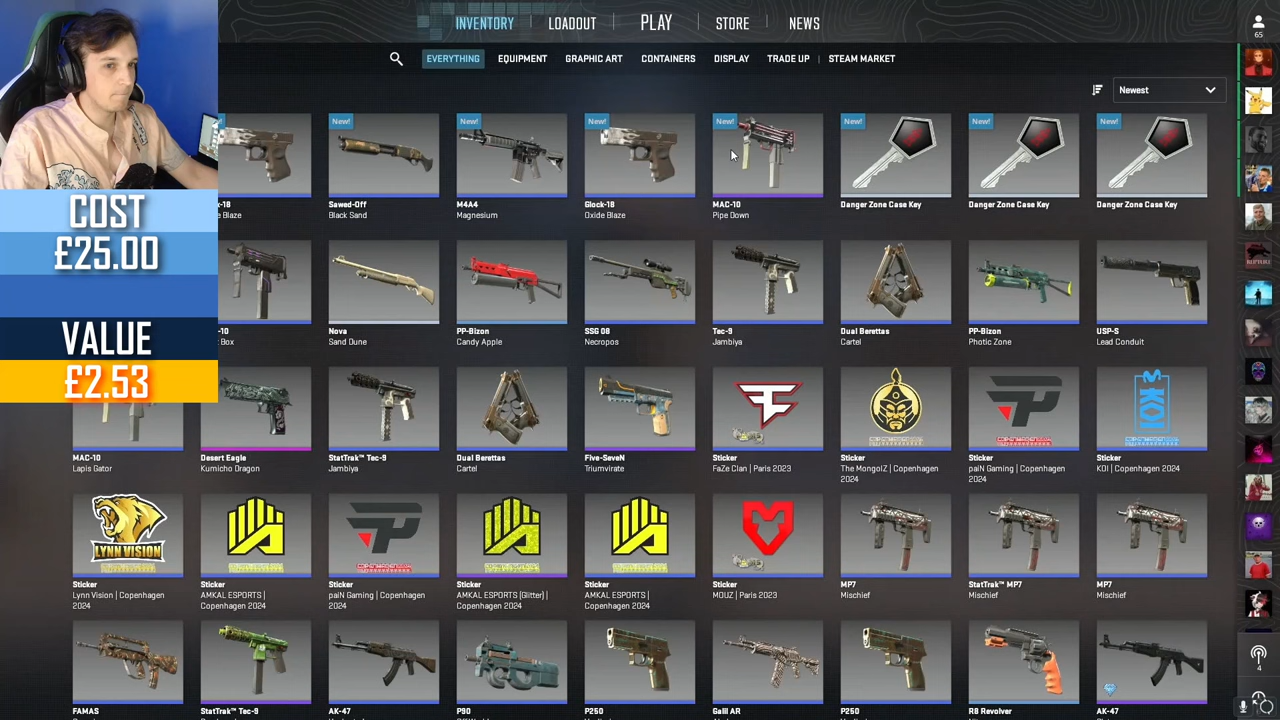 INVENTORY LOADOUT PLAY STORE NEWS
65
EVERYTHING EQUIPMENT GRAPHIC ART CONTAINERS DISPLAY TRADE UP STEAM MARKET
Newest
New! New! New! New! New! New! New!
Sawed-Off
Black Sand
M4A4
Magnesium
Glock-18
Oxide Blaze
MAC-10
Pipe Down
Danger Zone Case Key
Danger Zone Case Key
Danger Zone Case Key
COST
£25.00
VALUE
£2.53
Nova
Sand Dune
PP-Bizon
Candy Apple
SSG 08
Necropos
Tec-9
Jambiya
Dual Berettas
Cartel
PP-Bizon
Photic Zone
USP-S
Lead Conduit
MAC-10
Lapis Gator
Desert Eagle
Kumicho Dragon
StatTrak™ Tec-9
Jambiya
Dual Berettas
Cartel
Five-SeveN
Triumvirate
Sticker
FaZe Clan | Paris 2023
Sticker
The MongolZ | Copenhagen
2024
Sticker
paiN Gaming | Copenhagen
2024
KOI
Sticker
KOI | Copenhagen 2024
LYNN VISION
Sticker
Lynn Vision | Copenhagen
2024
Sticker
AMKAL ESPORTS |
Copenhagen 2024
Sticker
paiN Gaming | Copenhagen
2024
Sticker
AMKAL ESPORTS (Glitter) |
Copenhagen 2024
Sticker
AMKAL ESPORTS |
Copenhagen 2024
Sticker
MOUZ | Paris 2023
MP7
Mischief
StatTrak™ MP7
Mischief
MP7
Mischief
4
FAMAS
StatTrak™ Tec-9
AK-47
P90
P250
Galil AR
P250
R8 Revolver
AK-47